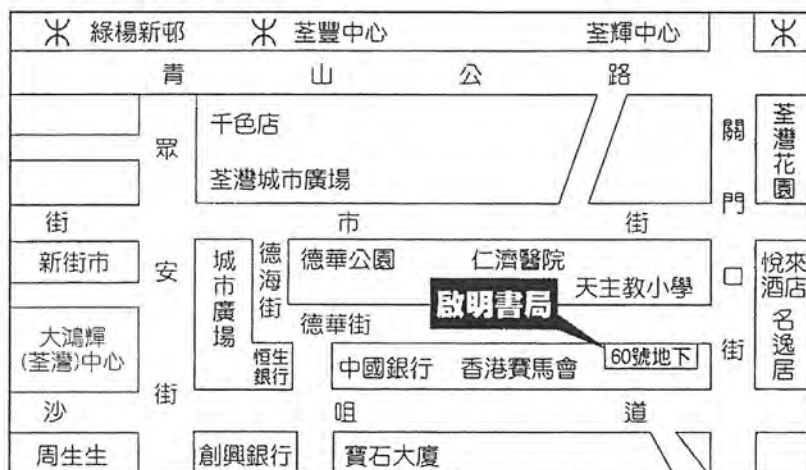 綠楊新邨
荃豐中心
荃輝中心
青山公路
千色店
荃灣城市廣場
眾安街
關門口街
荃灣花園
街市街
新街市
大鴻輝
(荃灣)中心
城市廣場
德海街
德華公園
仁濟醫院
天主教小學
悅來
酒店
名逸居
啟明書局
德華街
恒生
銀行
中國銀行
香港賽馬會
60號地下
沙咀道
周生生
創興銀行
寶石大廈